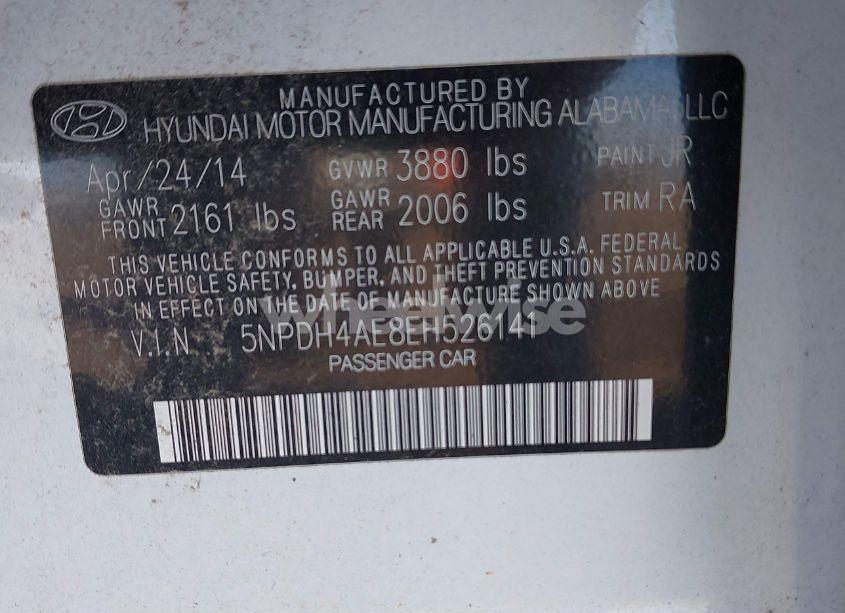 MANUFACTURED BY
HYUNDAI MOTOR MANUFACTURING ALABAMA, LLC
Apr/24/14 GVWR 3880 lbs PAINT JR
GAWR FRONT 2161 lbs GAWR REAR 2006 lbs TRIM RA
THIS VEHICLE CONFORMS TO ALL APPLICABLE U.S.A. FEDERAL
MOTOR VEHICLE SAFETY, BUMPER, AND THEFT PREVENTION STANDARDS
IN EFFECT ON THE DATE OF MANUFACTURE SHOWN ABOVE
wheelwise
V.I.N 5NPDH4AE8EH526141
PASSENGER CAR